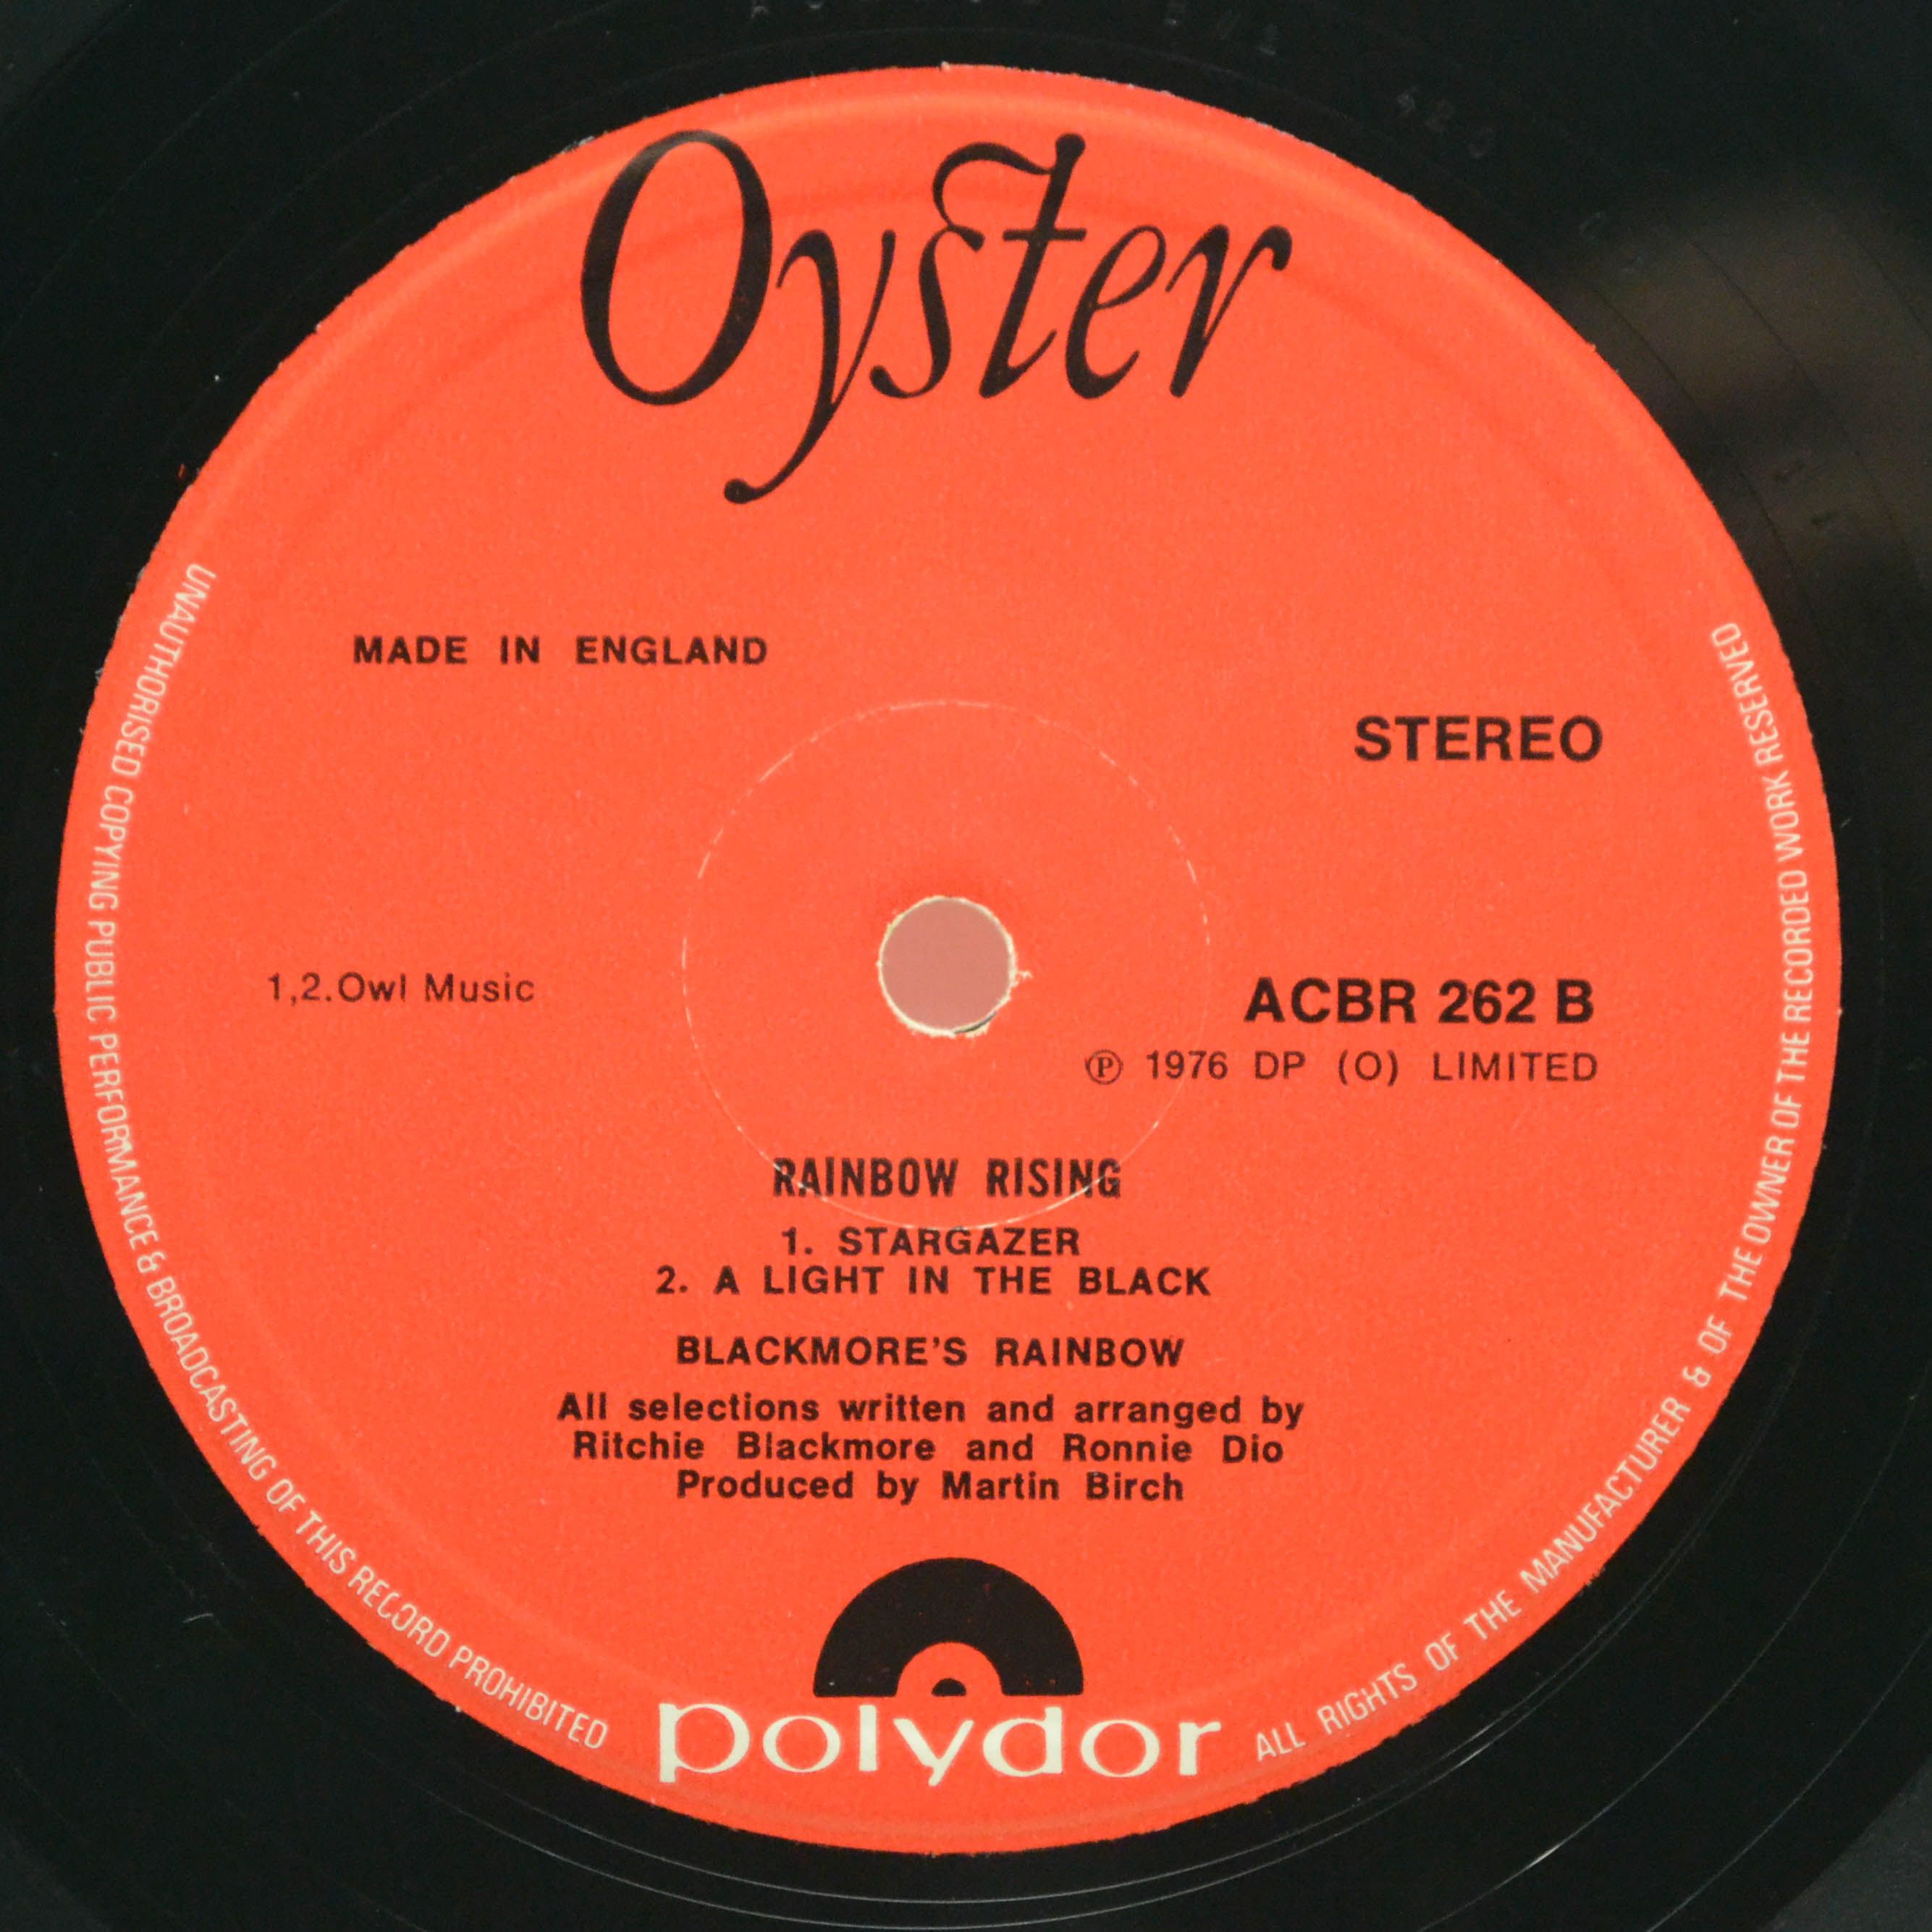 Oyster
MADE IN ENGLAND
STEREO
1,2.Owl Music
ACBR 262 B
℗ 1976 DP (O) LIMITED
RAINBOW RISING
1. STARGAZER
2. A LIGHT IN THE BLACK
BLACKMORE'S RAINBOW
All selections written and arranged by
Ritchie Blackmore and Ronnie Dio
Produced by Martin Birch
polydor
UNAUTHORISED COPYING PUBLIC PERFORMANCE & BROADCASTING OF THIS RECORD PROHIBITED
ALL RIGHTS OF THE MANUFACTURER & OF THE OWNER OF THE RECORDED WORK RESERVED